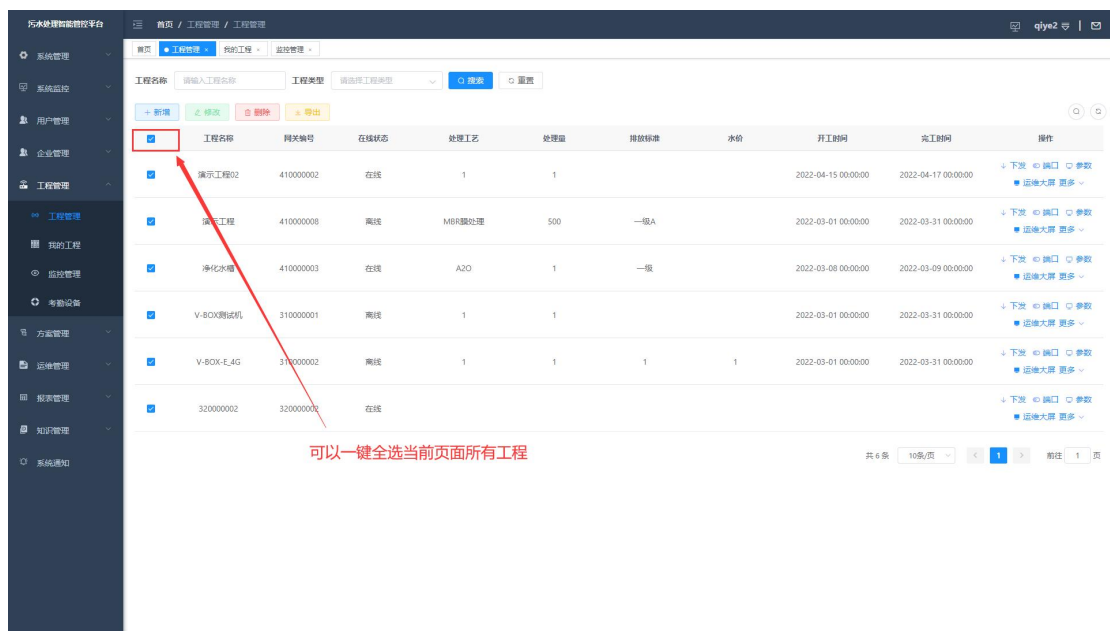 污水处理智能管控平台
首页 / 工程管理 / 工程管理
qiye2
系统管理
系统监控
用户管理
企业管理
工程管理
工程管理
我的工程
监控管理
考勤设备
方案管理
运维管理
报表管理
知识管理
系统通知
首页 工程管理 × 我的工程 × 监控管理 ×
工程名称 请输入工程名称 工程类型 请选择工程类型 搜索 重置
+ 新增 修改 删除 导出
工程名称 网关编号 在线状态 处理工艺 处理量 排放标准 水价 开工时间 完工时间 操作
演示工程02 410000002 在线 1 1 2022-04-15 00:00:00 2022-04-17 00:00:00 下发 端口 参数
运维大屏 更多
演示工程 410000008 离线 MBR膜处理 500 一级A 2022-03-01 00:00:00 2022-03-31 00:00:00 下发 端口 参数
运维大屏 更多
净化水槽 410000003 在线 A2O 1 一级 2022-03-08 00:00:00 2022-03-09 00:00:00 下发 端口 参数
运维大屏 更多
V-BOX测试机 310000001 离线 1 1 2022-03-01 00:00:00 2022-03-31 00:00:00 下发 端口 参数
运维大屏 更多
V-BOX-E_4G 310000002 离线 1 1 1 1 2022-03-01 00:00:00 2022-03-31 00:00:00 下发 端口 参数
运维大屏 更多
320000002 320000002 在线 下发 端口 参数
运维大屏 更多
可以一键全选当前页面所有工程
共 6 条 10条/页 < 1 > 前往 1 页